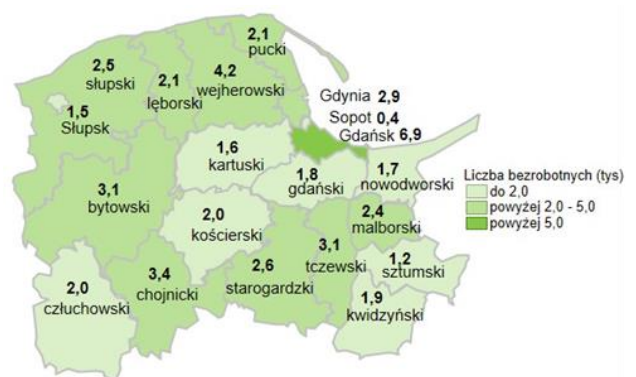 2,1
pucki
2,5
słupski
2,1
lęborski
4,2
wejherowski
Gdynia 2,9
Sopot 0,4
Gdańsk 6,9
1,5
Słupsk
1,6
kartuski
1,8
gdański
1,7
nowodworski
3,1
bytowski
2,0
kościerski
2,4
malborski
3,1
tczewski
1,2
sztumski
2,0
człuchowski
3,4
chojnicki
2,6
starogardzki
1,9
kwidzyński
Liczba bezrobotnych (tys)
do 2,0
powyżej 2,0 - 5,0
powyżej 5,0